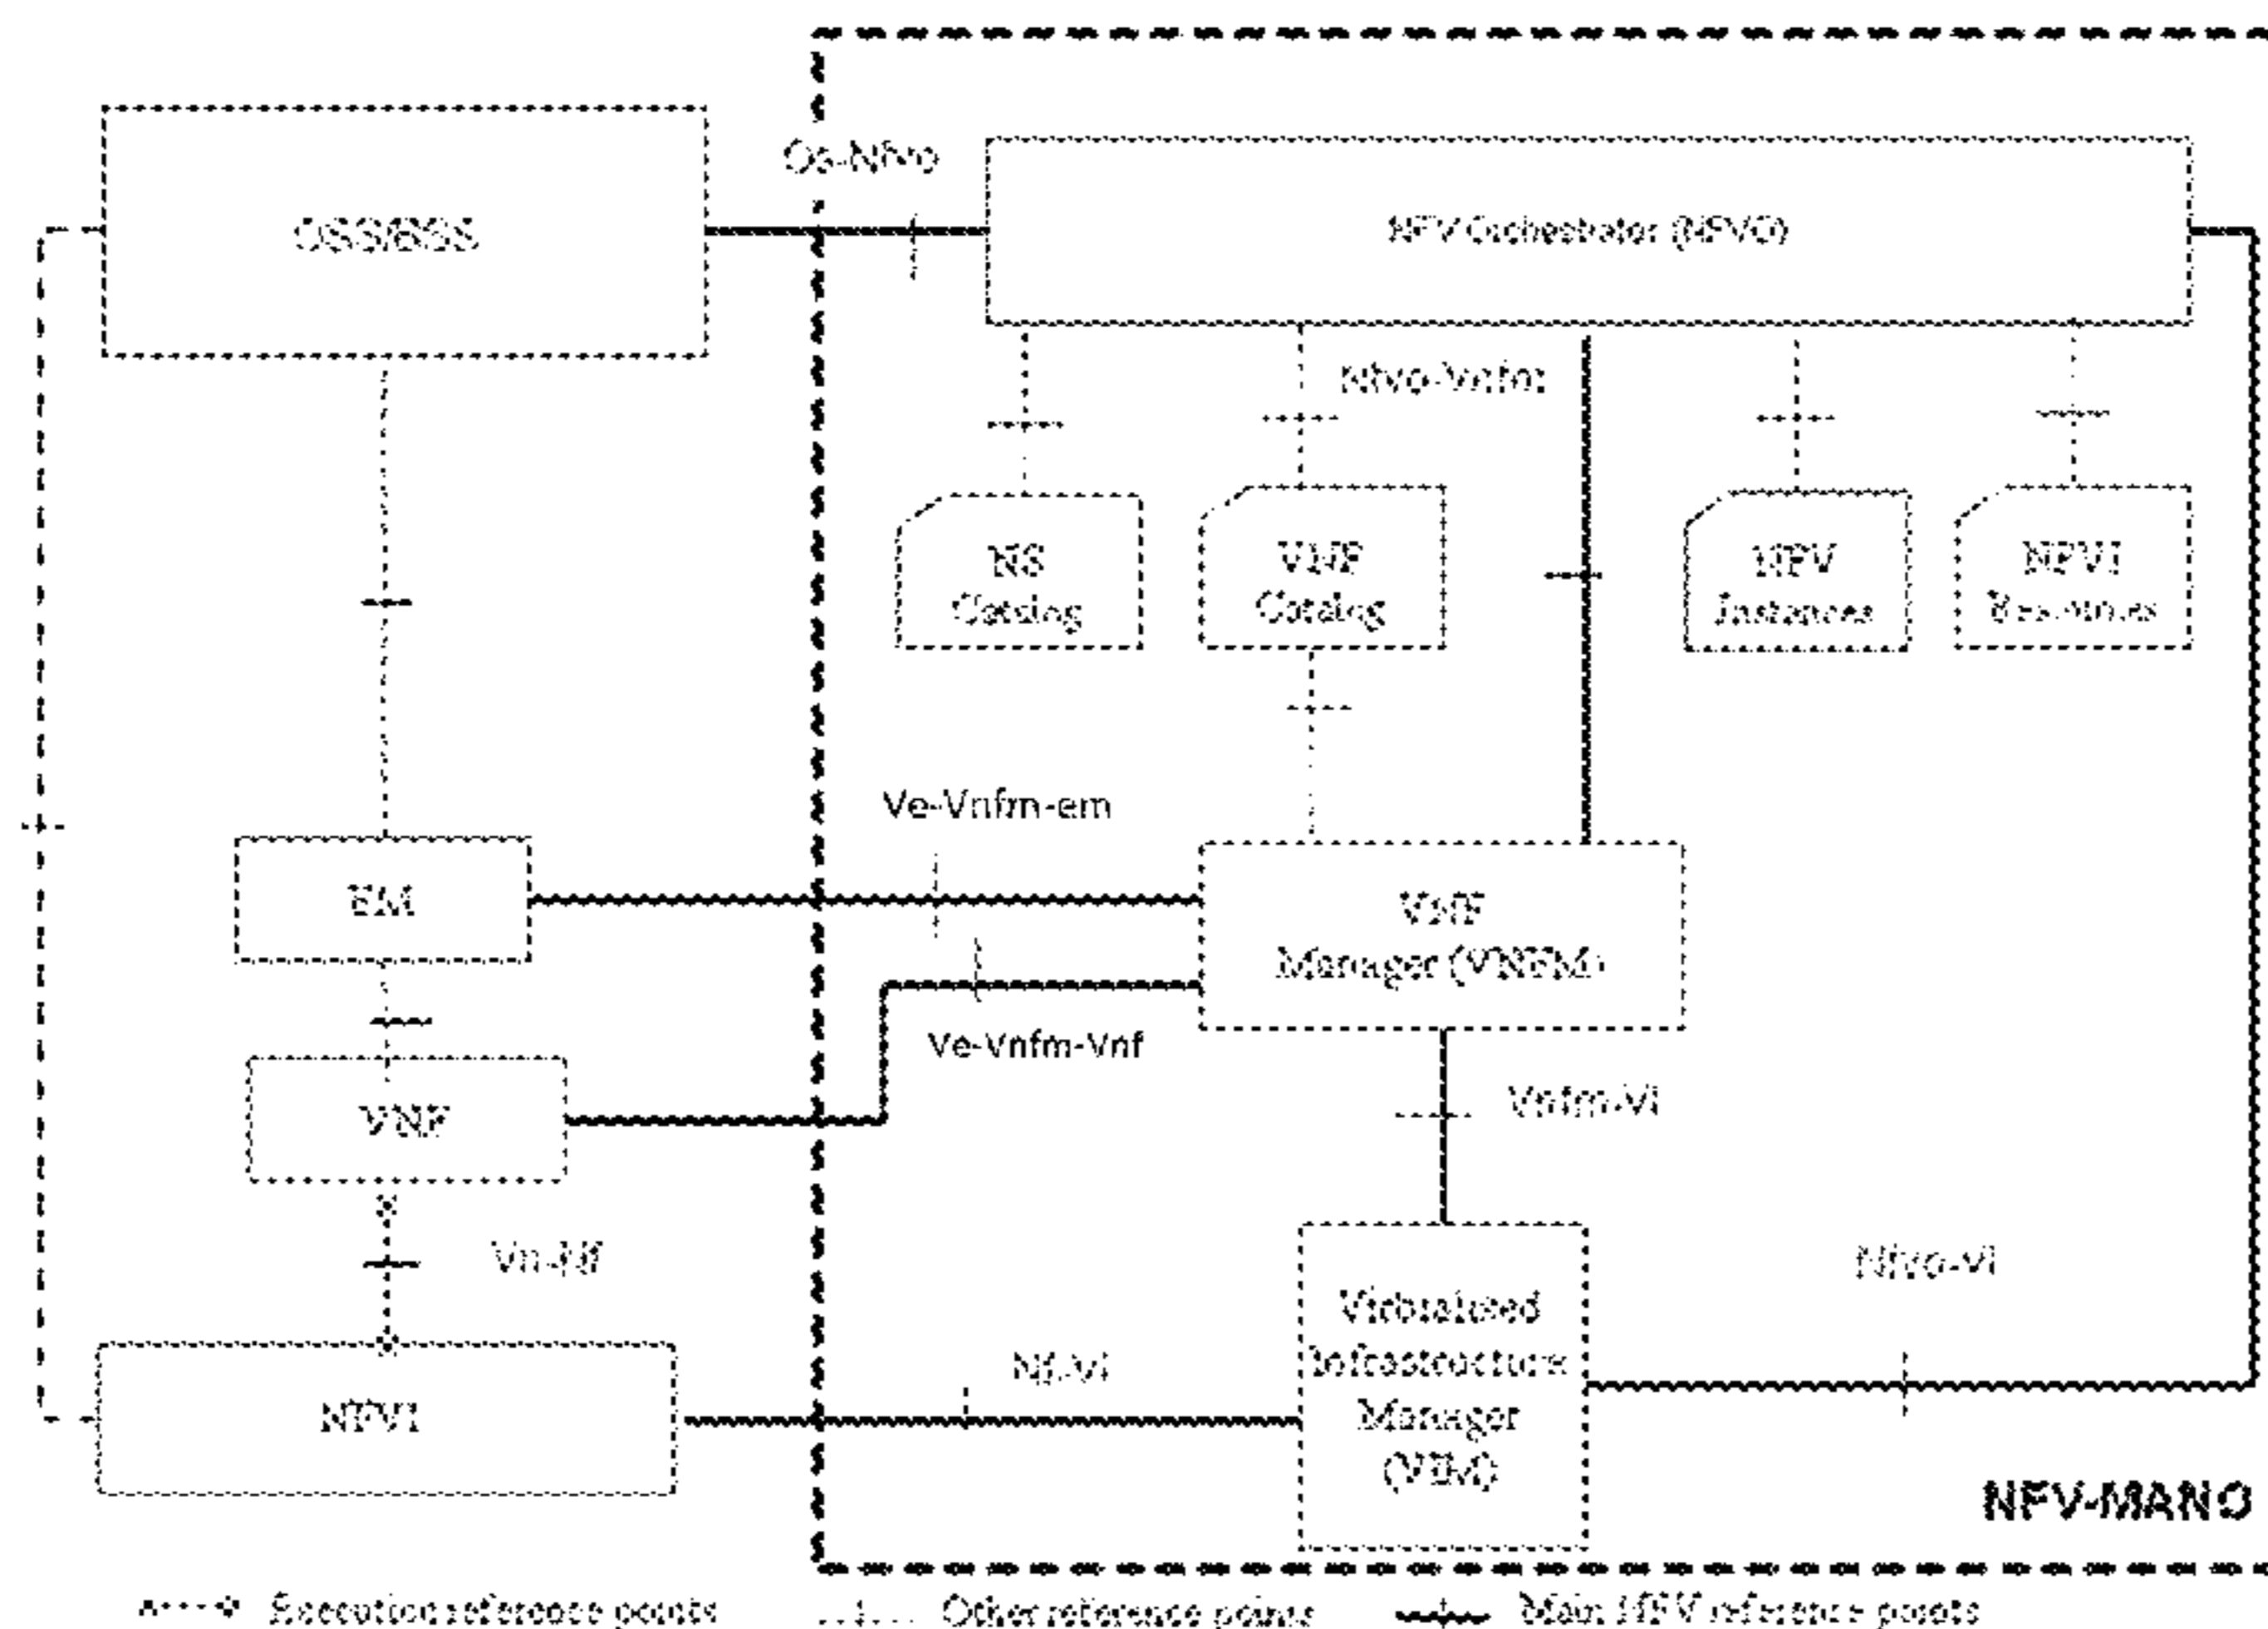 Os-Nfvo
OSS/BSS
NFV Orchestrator (NFVO)
Nfvo-Vnfm
NS
Catalog
VNF
Catalog
NFV
Instances
NFVI
Resources
Ve-Vnfm-em
EM
VNF
Manager (VNFM)
Ve-Vnfm-Vnf
VNF
Vnfm-Vi
Vn-Nf
Nfvo-Vi
Virtualised
Infrastructure
Manager
(VIM)
Nf-Vi
NFVI
NFV-MANO
Execution reference points
Other reference points
Main NFV reference points